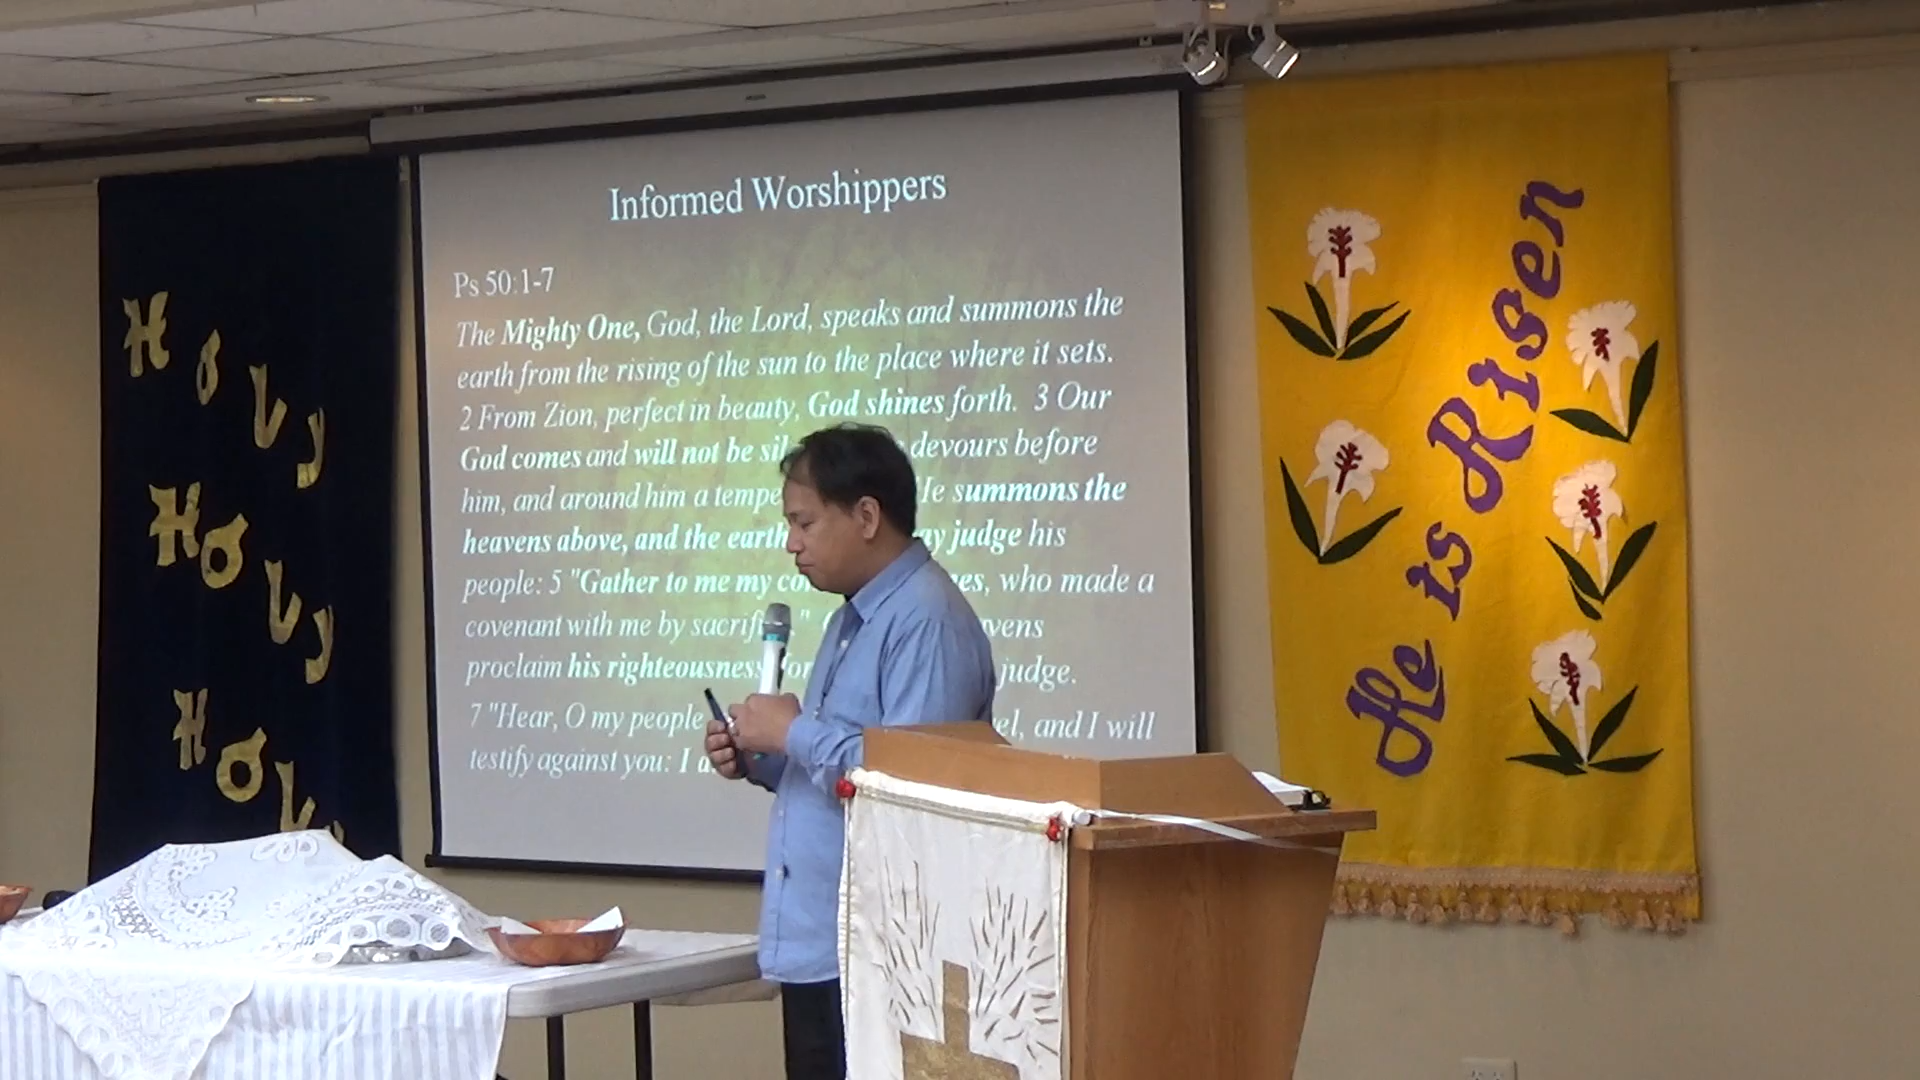 Informed Worshippers
Ps 50:1-7
The Mighty One, God, the Lord, speaks and summons the
earth from the rising of the sun to the place where it sets.
2 From Zion, perfect in beauty, God shines forth. 3 Our
God comes and will not be devours before
him, and around him a summons the
heavens above, and the earth judge his
people: 5 "Gather to me my who made a
covenant with me by
proclaim his righteousness judge.
7 "Hear, O my people and I will
testify against you: I
Holy
Holy
Holy
He is Risen